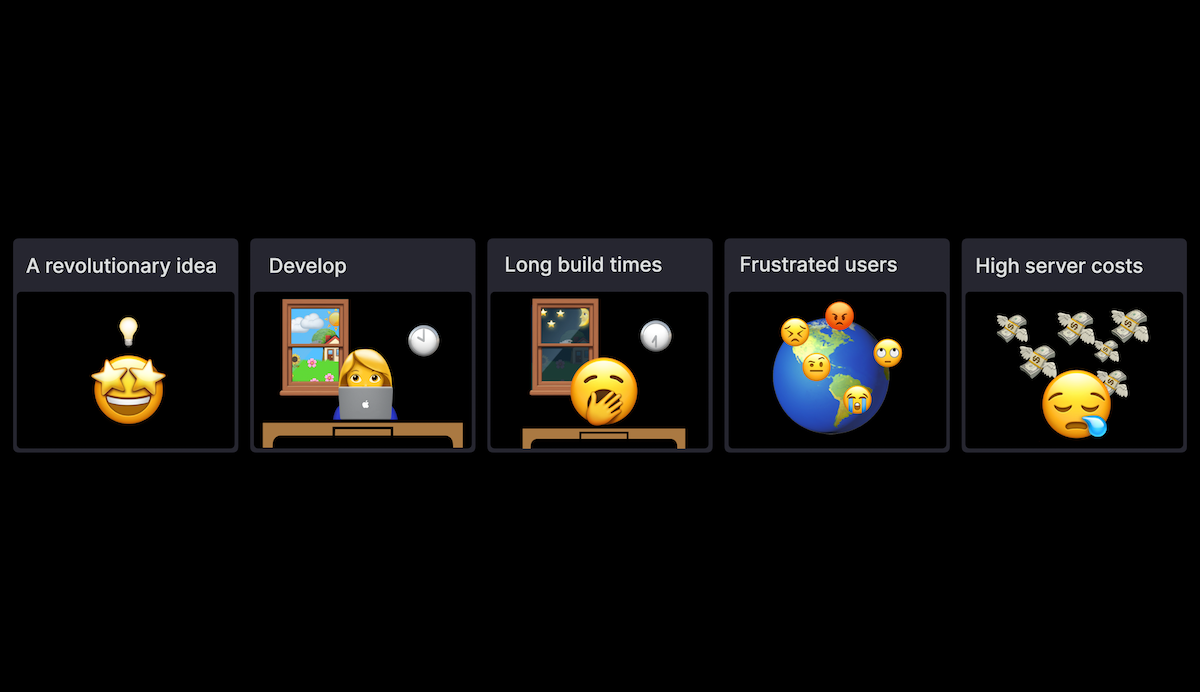 A revolutionary idea
Develop
Long build times
Frustrated users
High server costs